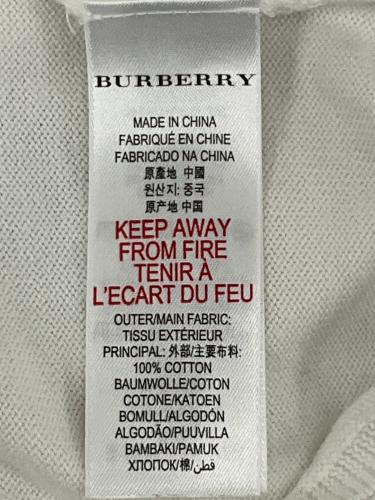 BURBERRY
MADE IN CHINA
FABRIQUÉ EN CHINE
FABRICADO NA CHINA
原產地 中國
원산지: 중국
原产地 中国
KEEP AWAY
FROM FIRE
TENIR À
L'ECART DU FEU
OUTER/MAIN FABRIC:
TISSU EXTÉRIEUR
PRINCIPAL: 外部/主要布料:
100% COTTON
BAUMWOLLE/COTON
COTONE/KATOEN
BOMULL/ALGODÓN
ALGODÃO/PUUVILLA
BAMBAKI/PAMUK
ХЛОПОК/棉/قطن